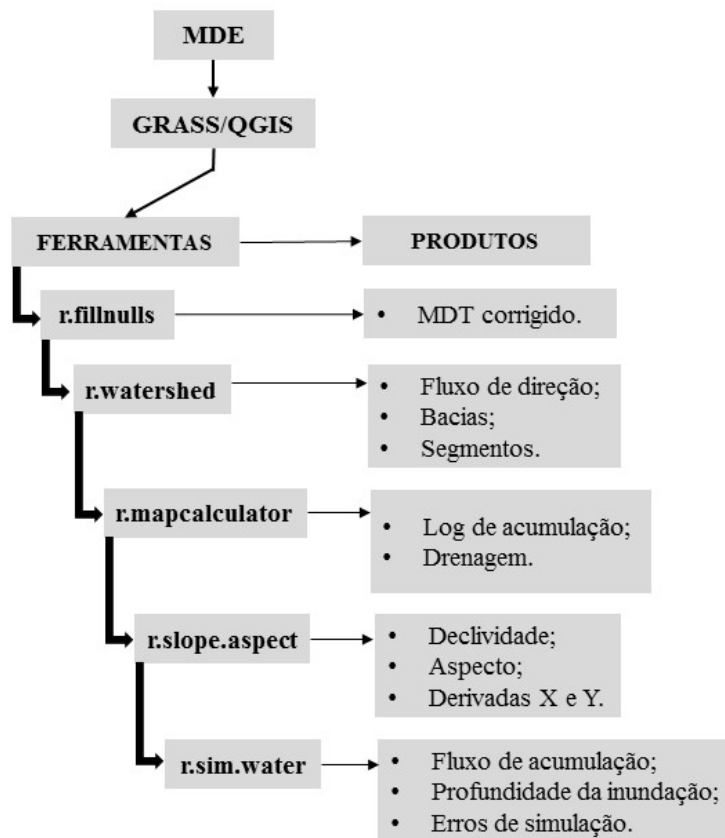 MDE
GRASS/QGIS
FERRAMENTAS
PRODUTOS
r.fillnulls
• MDT corrigido.
r.watershed
• Fluxo de direção;
• Bacias;
• Segmentos.
r.mapcalculator
• Log de acumulação;
• Drenagem.
r.slope.aspect
• Declividade;
• Aspecto;
• Derivadas X e Y.
r.sim.water
• Fluxo de acumulação;
• Profundidade da inundação;
• Erros de simulação.